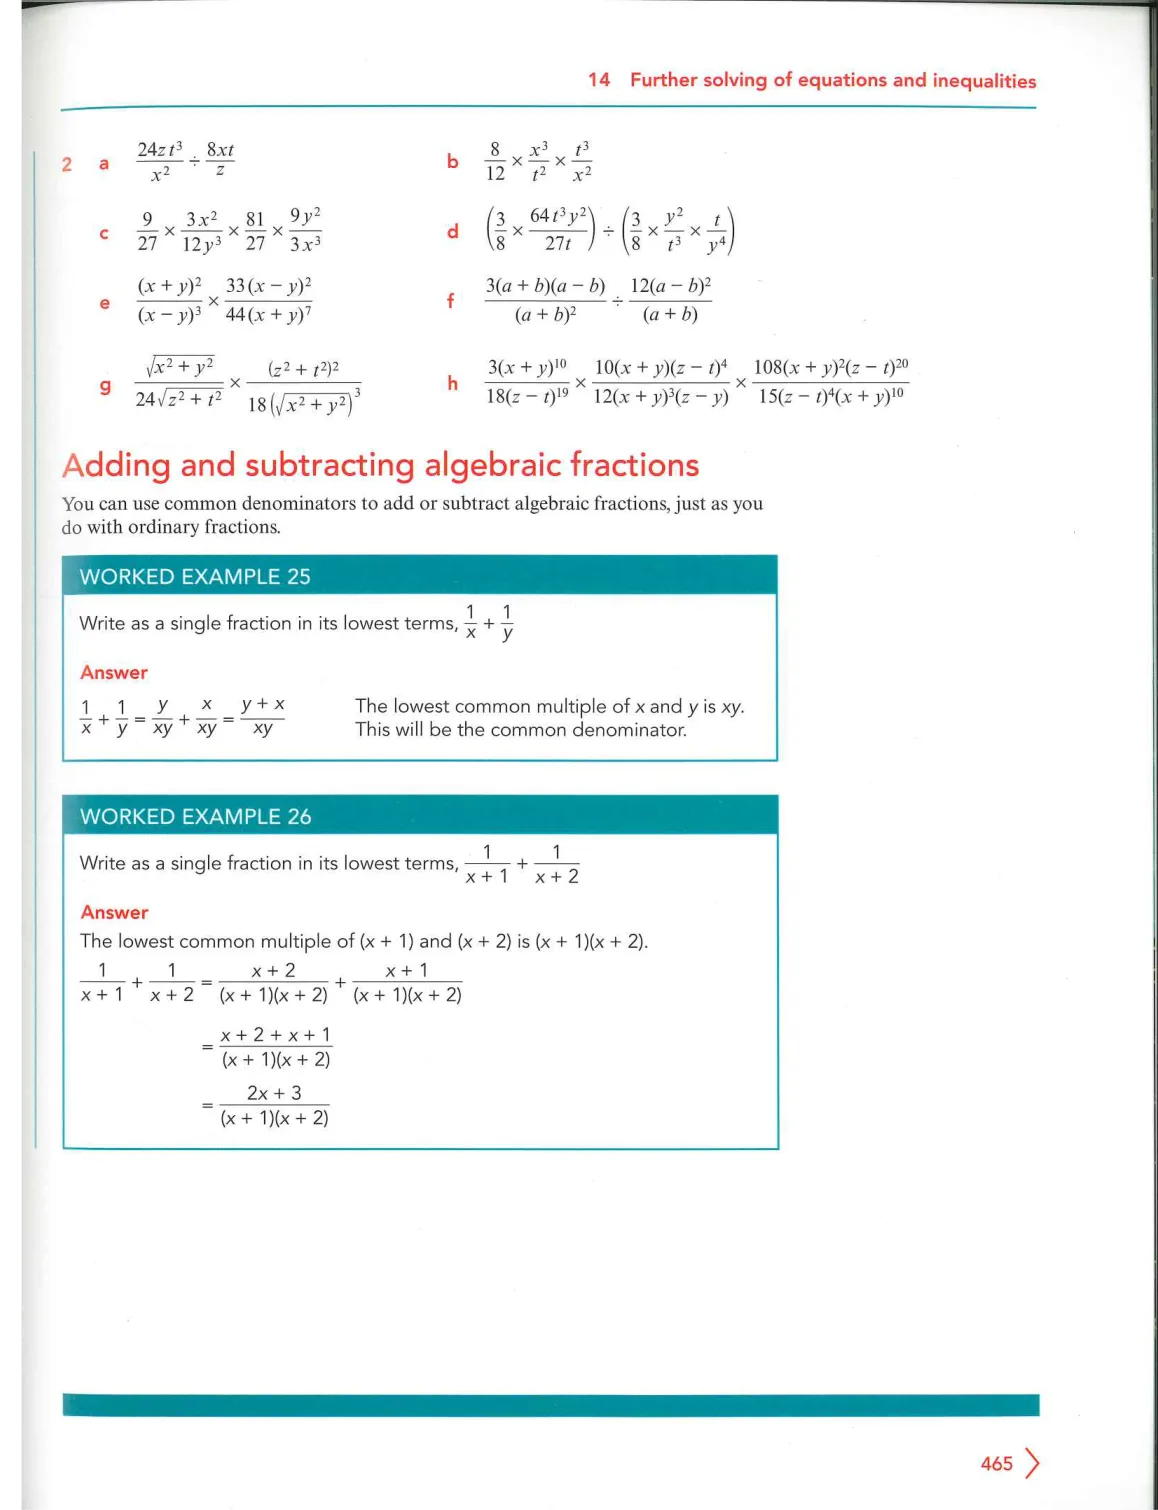 14 Further solving of equations and inequalities
2 a 24zt³/x² ÷ 8xt/z
b 8/12 × x³/t² × t³/x²
c 9/27 × 3x²/12y³ × 81/27 × 9y²/3x³
d (3/8 × 64t³y²/27t) ÷ (3/8 × y²/t³ × t/y⁴)
e (x + y)²/(x − y)³ × 33(x − y)²/44(x + y)⁷
f 3(a + b)(a − b)/(a + b)² ÷ 12(a − b)²/(a + b)
g √(x² + y²)/24√(z² + t²) × (z² + t²)²/18(√(x² + y²))³
h 3(x + y)¹⁰/18(z − t)¹⁹ × 10(x + y)(z − t)⁴/12(x + y)³(z − y) × 108(x + y)²(z − t)²⁰/15(z − t)⁴(x + y)¹⁰
Adding and subtracting algebraic fractions
You can use common denominators to add or subtract algebraic fractions, just as you
do with ordinary fractions.
WORKED EXAMPLE 25
Write as a single fraction in its lowest terms, 1/x + 1/y
Answer
1/x + 1/y = y/xy + x/xy = (y + x)/xy
The lowest common multiple of x and y is xy.
This will be the common denominator.
WORKED EXAMPLE 26
Write as a single fraction in its lowest terms, 1/(x + 1) + 1/(x + 2)
Answer
The lowest common multiple of (x + 1) and (x + 2) is (x + 1)(x + 2).
1/(x + 1) + 1/(x + 2) = (x + 2)/(x + 1)(x + 2) + (x + 1)/(x + 1)(x + 2)
= (x + 2 + x + 1)/(x + 1)(x + 2)
= (2x + 3)/(x + 1)(x + 2)
465